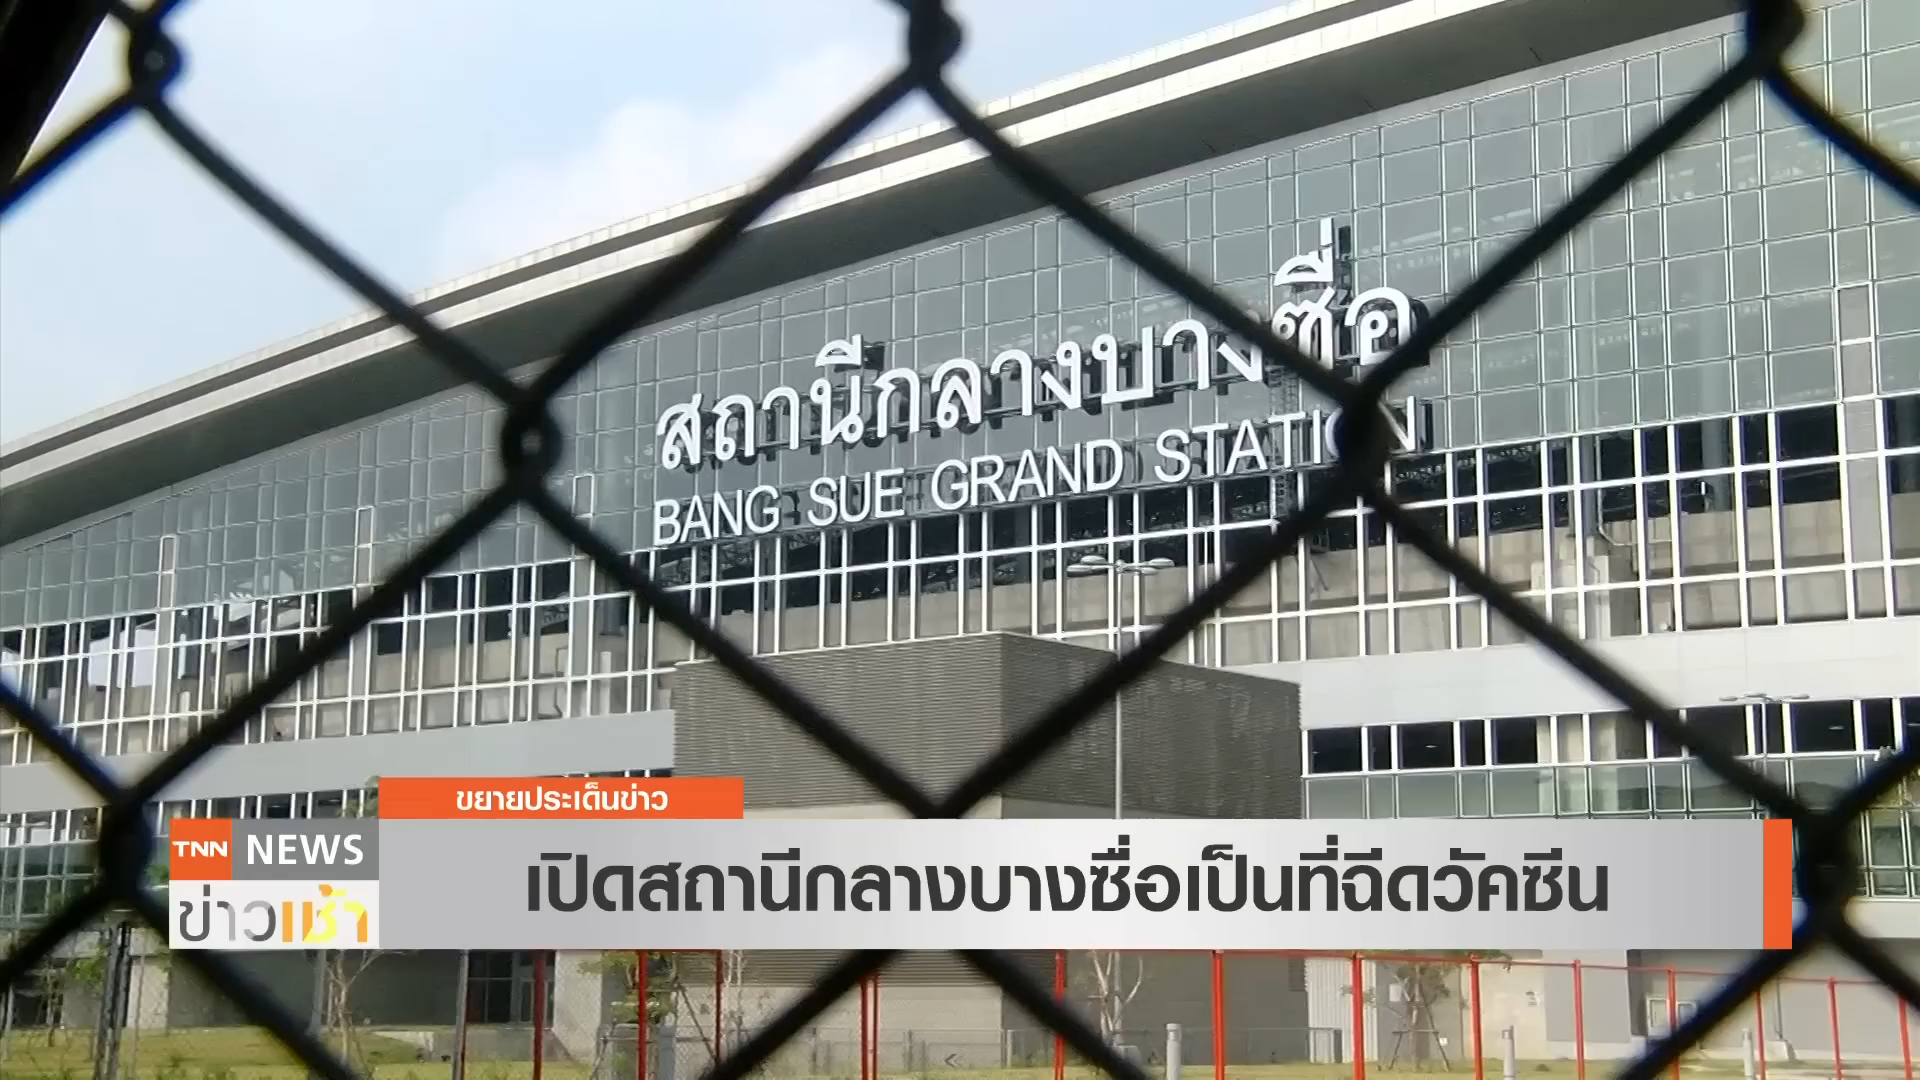 สถานีกลางบางซื่อ
BANG SUE GRAND STATION
ขยายประเด็นข่าว
TNN NEWS
ข่าวเช้า
เปิดสถานีกลางบางซื่อเป็นที่ฉีดวัคซีน